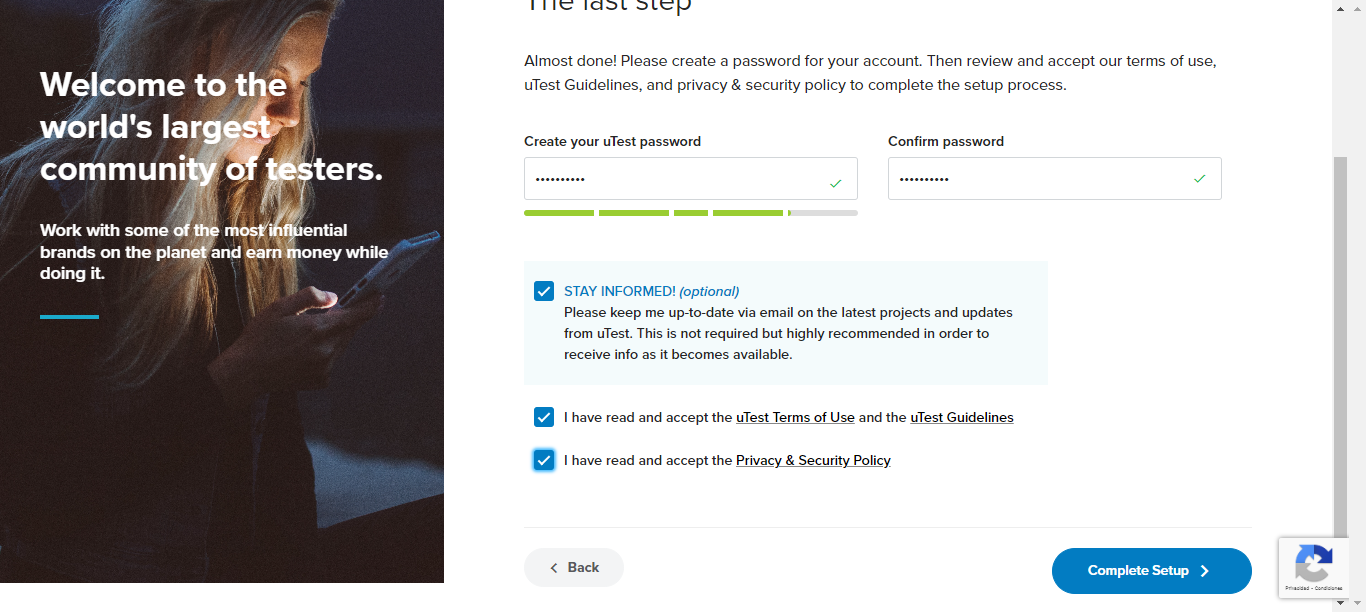 The last step
Welcome to the
world's largest
community of testers.
Work with some of the most influential
brands on the planet and earn money while
doing it.
Almost done! Please create a password for your account. Then review and accept our terms of use,
uTest Guidelines, and privacy & security policy to complete the setup process.
Create your uTest password
Confirm password
••••••••••
••••••••••
STAY INFORMED! (optional)
Please keep me up-to-date via email on the latest projects and updates
from uTest. This is not required but highly recommended in order to
receive info as it becomes available.
I have read and accept the uTest Terms of Use and the uTest Guidelines
I have read and accept the Privacy & Security Policy
Back
Complete Setup
Privacidad - Condiciones